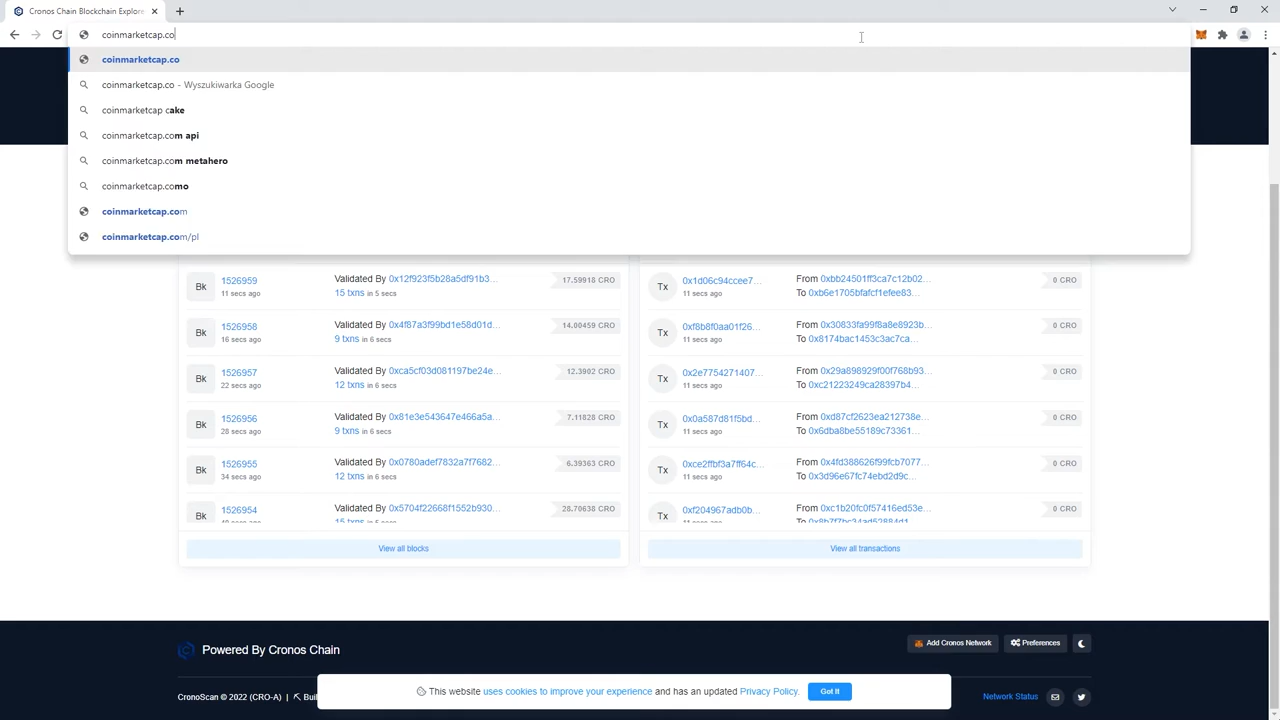 Cronos Chain Blockchain Explore
coinmarketcap.co
coinmarketcap.co
coinmarketcap.co - Wyszukiwarka Google
coinmarketcap cake
coinmarketcap.com api
coinmarketcap.com metahero
coinmarketcap.como
coinmarketcap.com
coinmarketcap.com/pl
Bk 1526959 Validated By 0x12f923f5b28a5df91b3... 17.59918 CRO
11 secs ago 15 txns in 5 secs
Bk 1526958 Validated By 0x4f87a3f99bd1e58d01d... 14.00459 CRO
16 secs ago 9 txns in 6 secs
Bk 1526957 Validated By 0xca5cf03d081197be24e... 12.3902 CRO
22 secs ago 12 txns in 6 secs
Bk 1526956 Validated By 0x81e3e543647e466a5a... 7.11828 CRO
28 secs ago 9 txns in 6 secs
Bk 1526955 Validated By 0x0780adef7832a7f7682... 6.39363 CRO
34 secs ago 12 txns in 6 secs
Bk 1526954 Validated By 0x5704f22668f1552b930... 28.70638 CRO
View all blocks
Tx 0x1d06c94ccee7... From 0xbb24501ff3ca7c12b02... 0 CRO
11 secs ago To 0xb6e1705bfafcf1efee83...
Tx 0xf8b8f0aa01f26... From 0x30833fa99f8a8e8923b... 0 CRO
11 secs ago To 0x8174bac1453c3ac7ca...
Tx 0x2e7754271407... From 0x29a898929f00f768b93... 0 CRO
11 secs ago To 0xc21223249ca28397b4...
Tx 0x0a587d81f5bd... From 0xd87cf2623ea212738e... 0 CRO
11 secs ago To 0x6dba8be55189c73361...
Tx 0xce2ffbf3a7ff64c... From 0x4fd388626f99fcb7077... 0 CRO
11 secs ago To 0x3d96e67fc74ebd2d9c...
Tx 0xf204967adb0b... From 0xc1b20fc0f57416ed53e... 0 CRO
View all transactions
Powered By Cronos Chain
Add Cronos Network
Preferences
CronoScan © 2022 (CRO-A) | Buil
This website uses cookies to improve your experience and has an updated Privacy Policy.
Got It
Network Status